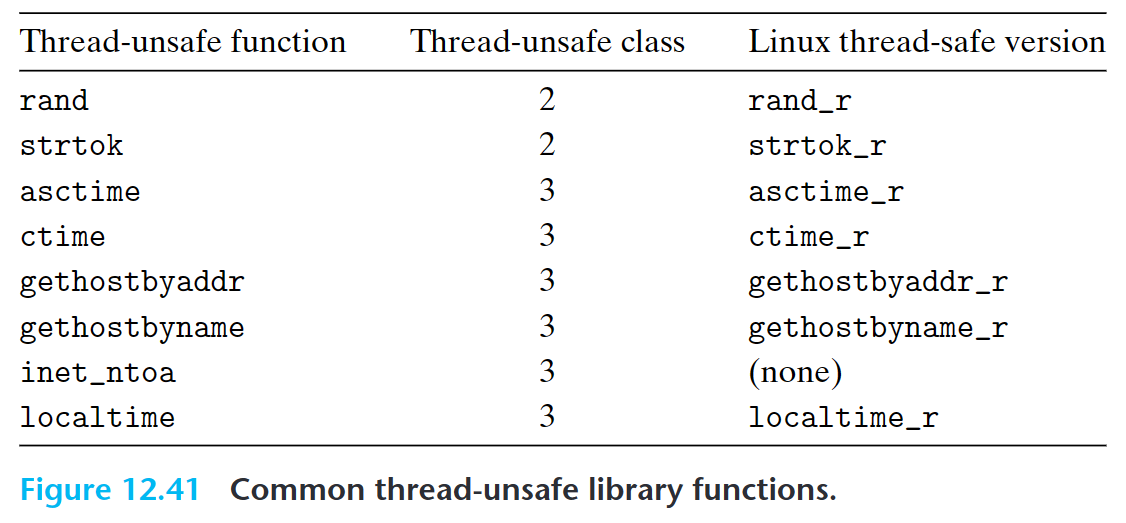 Thread-unsafe function Thread-unsafe class Linux thread-safe version
rand 2 rand_r
strtok 2 strtok_r
asctime 3 asctime_r
ctime 3 ctime_r
gethostbyaddr 3 gethostbyaddr_r
gethostbyname 3 gethostbyname_r
inet_ntoa 3 (none)
localtime 3 localtime_r
Figure 12.41 Common thread-unsafe library functions.